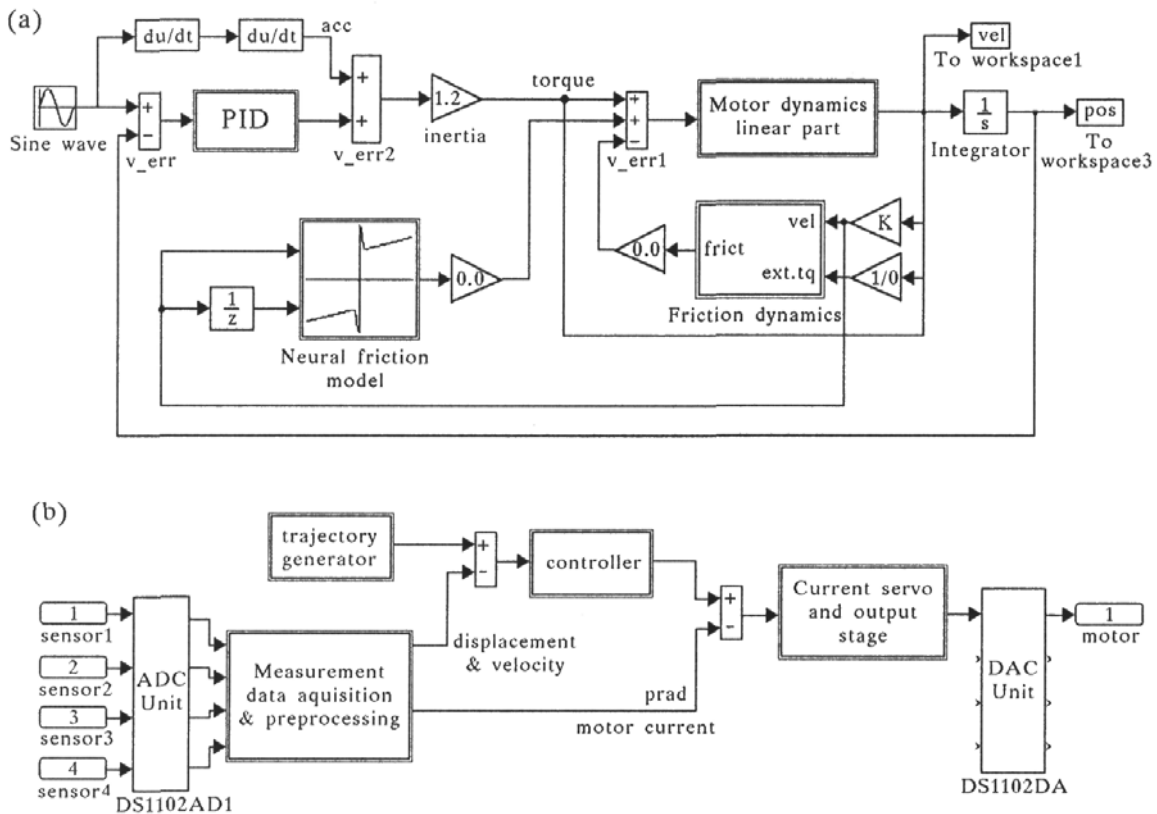 (a)
du/dt
du/dt
acc
Sine wave
+
-
v_err
PID
+
+
v_err2
1.2
inertia
torque
+
+
-
v_err1
Motor dynamics
linear part
vel
To workspace1
1
s
Integrator
pos
To
workspace3
1
z
Neural friction
model
0.0
0.0
vel
frict
ext.tq
Friction dynamics
K
1/0
(b)
trajectory
generator
+
-
controller
1
sensor1
2
sensor2
3
sensor3
4
sensor4
ADC
Unit
DS1102AD1
Measurement
data aquisition
& preprocessing
displacement
& velocity
prad
motor current
+
-
Current servo
and output
stage
DAC
Unit
DS1102DA
1
motor